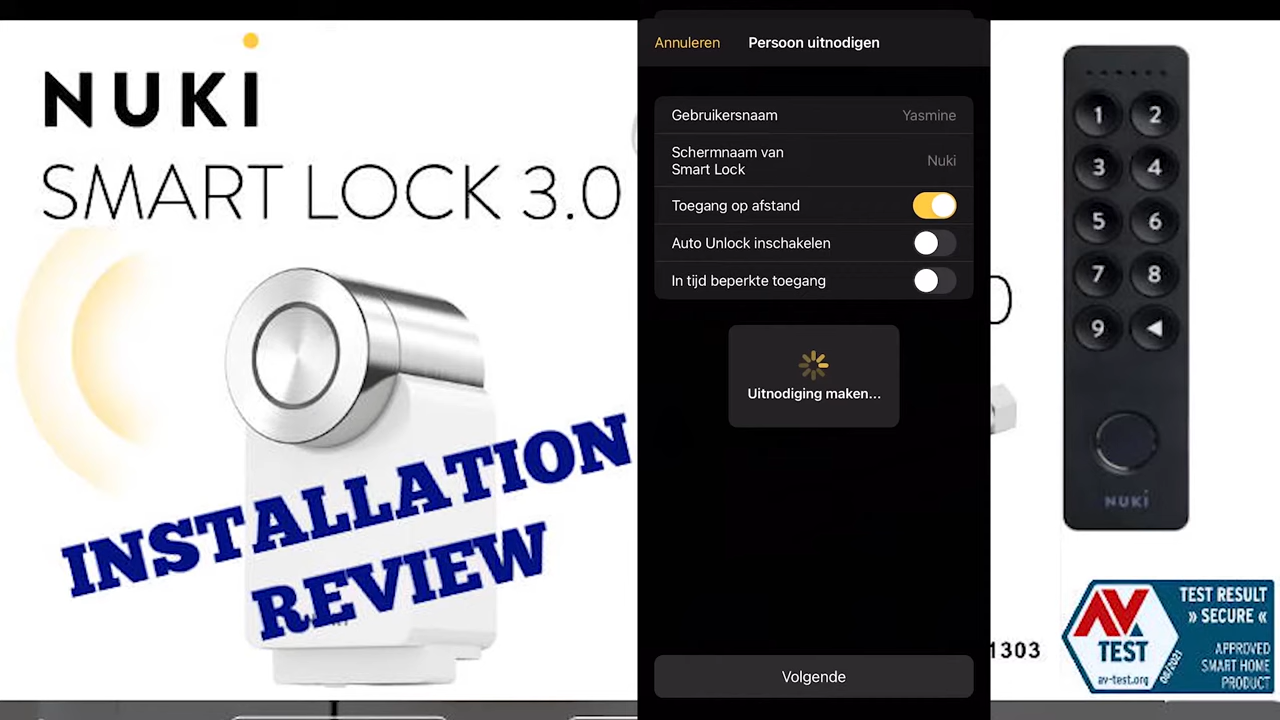 NUKI
SMART LOCK 3.0
INSTALLATION
REVIEW
Annuleren
Persoon uitnodigen
Gebruikersnaam
Yasmine
Schermnaam van
Smart Lock
Nuki
Toegang op afstand
Auto Unlock inschakelen
In tijd beperkte toegang
Uitnodiging maken...
Volgende
1 2
3 4
5 6
7 8
9 ◀
NUKI
1303
AV
TEST
av-test.org
08/2021
TEST RESULT
» SECURE «
APPROVED
SMART HOME
PRODUCT